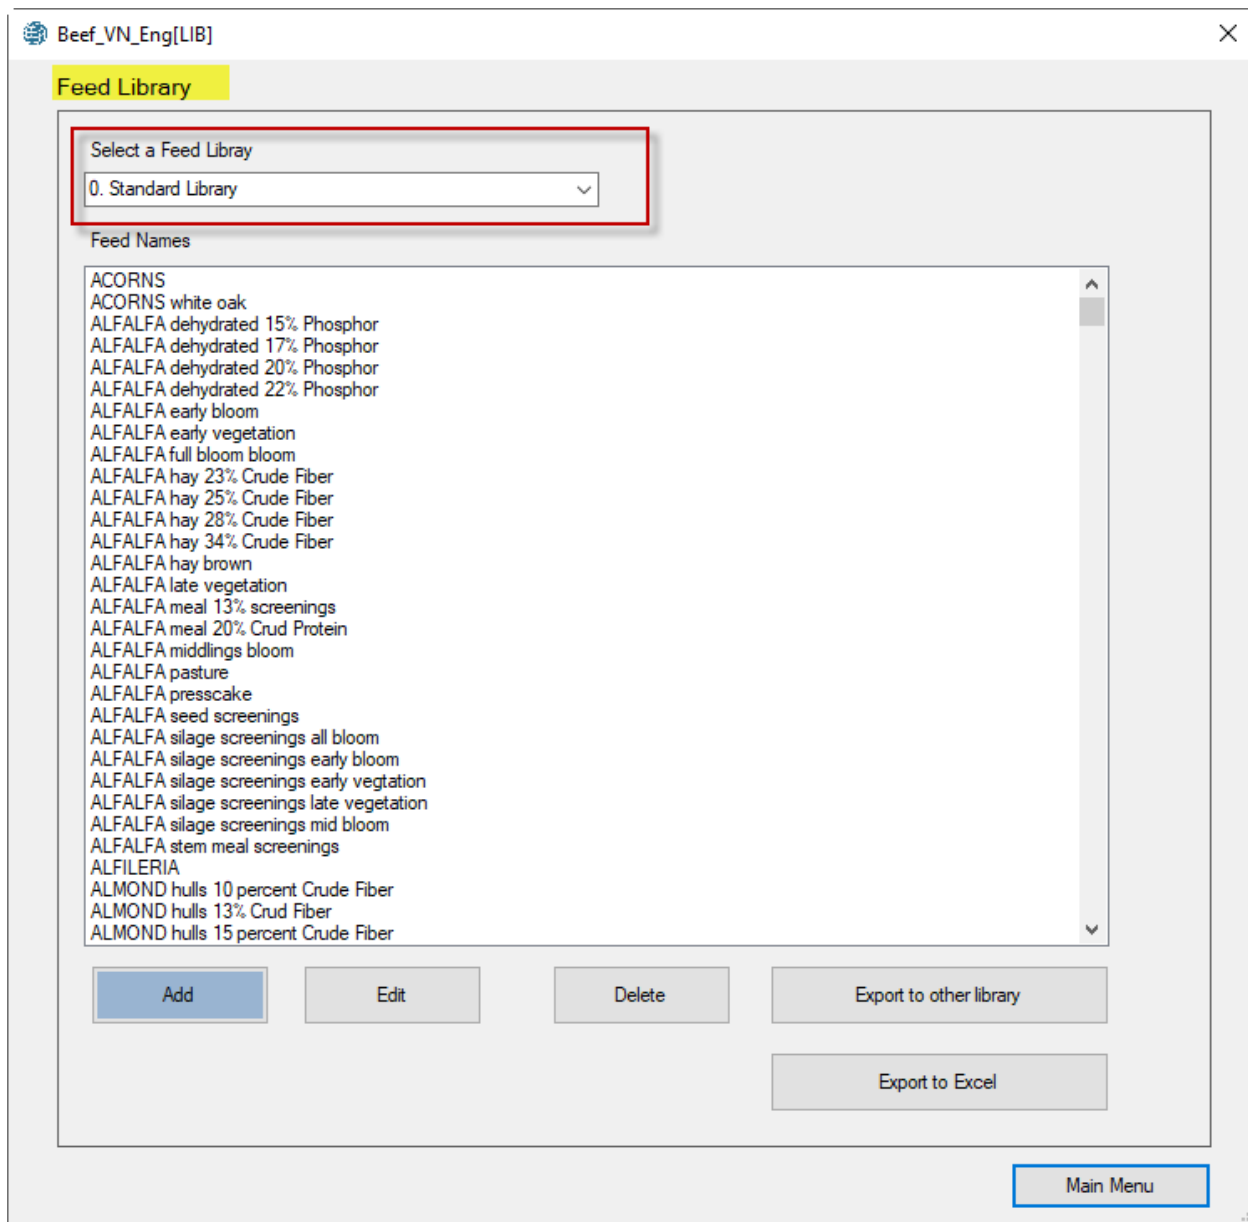 Beef_VN_Eng[LIB]
Feed Library
Select a Feed Libray
0. Standard Library
Feed Names
ACORNS
ACORNS white oak
ALFALFA dehydrated 15% Phosphor
ALFALFA dehydrated 17% Phosphor
ALFALFA dehydrated 20% Phosphor
ALFALFA dehydrated 22% Phosphor
ALFALFA early bloom
ALFALFA early vegetation
ALFALFA full bloom bloom
ALFALFA hay 23% Crude Fiber
ALFALFA hay 25% Crude Fiber
ALFALFA hay 28% Crude Fiber
ALFALFA hay 34% Crude Fiber
ALFALFA hay brown
ALFALFA late vegetation
ALFALFA meal 13% screenings
ALFALFA meal 20% Crud Protein
ALFALFA middlings bloom
ALFALFA pasture
ALFALFA presscake
ALFALFA seed screenings
ALFALFA silage screenings all bloom
ALFALFA silage screenings early bloom
ALFALFA silage screenings early vegtation
ALFALFA silage screenings late vegetation
ALFALFA silage screenings mid bloom
ALFALFA stem meal screenings
ALFILERIA
ALMOND hulls 10 percent Crude Fiber
ALMOND hulls 13% Crud Fiber
ALMOND hulls 15 percent Crude Fiber
Add Edit Delete Export to other library
Export to Excel
Main Menu